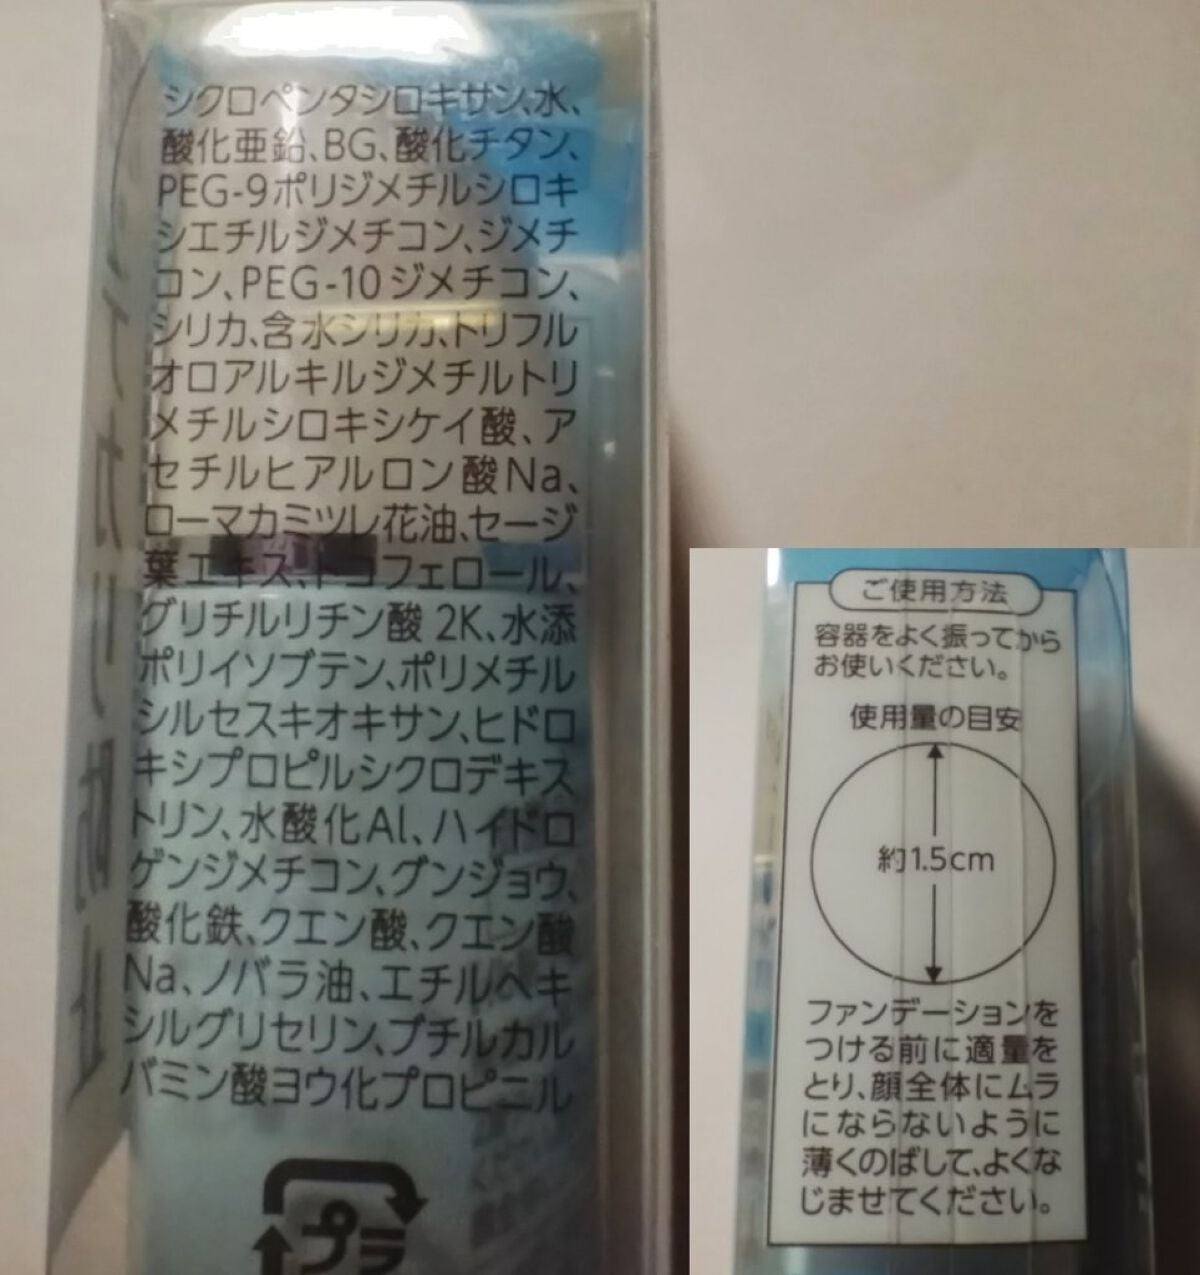 シクロペンタシロキサン、水、
酸化亜鉛、BG、酸化チタン、
PEG-9ポリジメチルシロキ
シエチルジメチコン、ジメチ
コン、PEG-10ジメチコン、
シリカ、含水シリカ、トリフル
オロアルキルジメチルトリ
メチルシロキシケイ酸、ア
セチルヒアルロン酸Na、
ローマカミツレ花油、セージ
葉エキス、トコフェロール、
グリチルリチン酸2K、水添
ポリイソブテン、ポリメチル
シルセスキオキサン、ヒドロ
キシプロピルシクロデキス
トリン、水酸化Al、ハイドロ
ゲンジメチコン、グンジョウ、
酸化鉄、クエン酸、クエン酸
Na、ノバラ油、エチルヘキ
シルグリセリン、ブチルカル
バミン酸ヨウ化プロピニル
プラ
ご使用方法
容器をよく振ってから
お使いください。
使用量の目安
約1.5cm
ファンデーションを
つける前に適量を
とり、顔全体にムラ
にならないように
薄くのばして、よくな
じませてください。